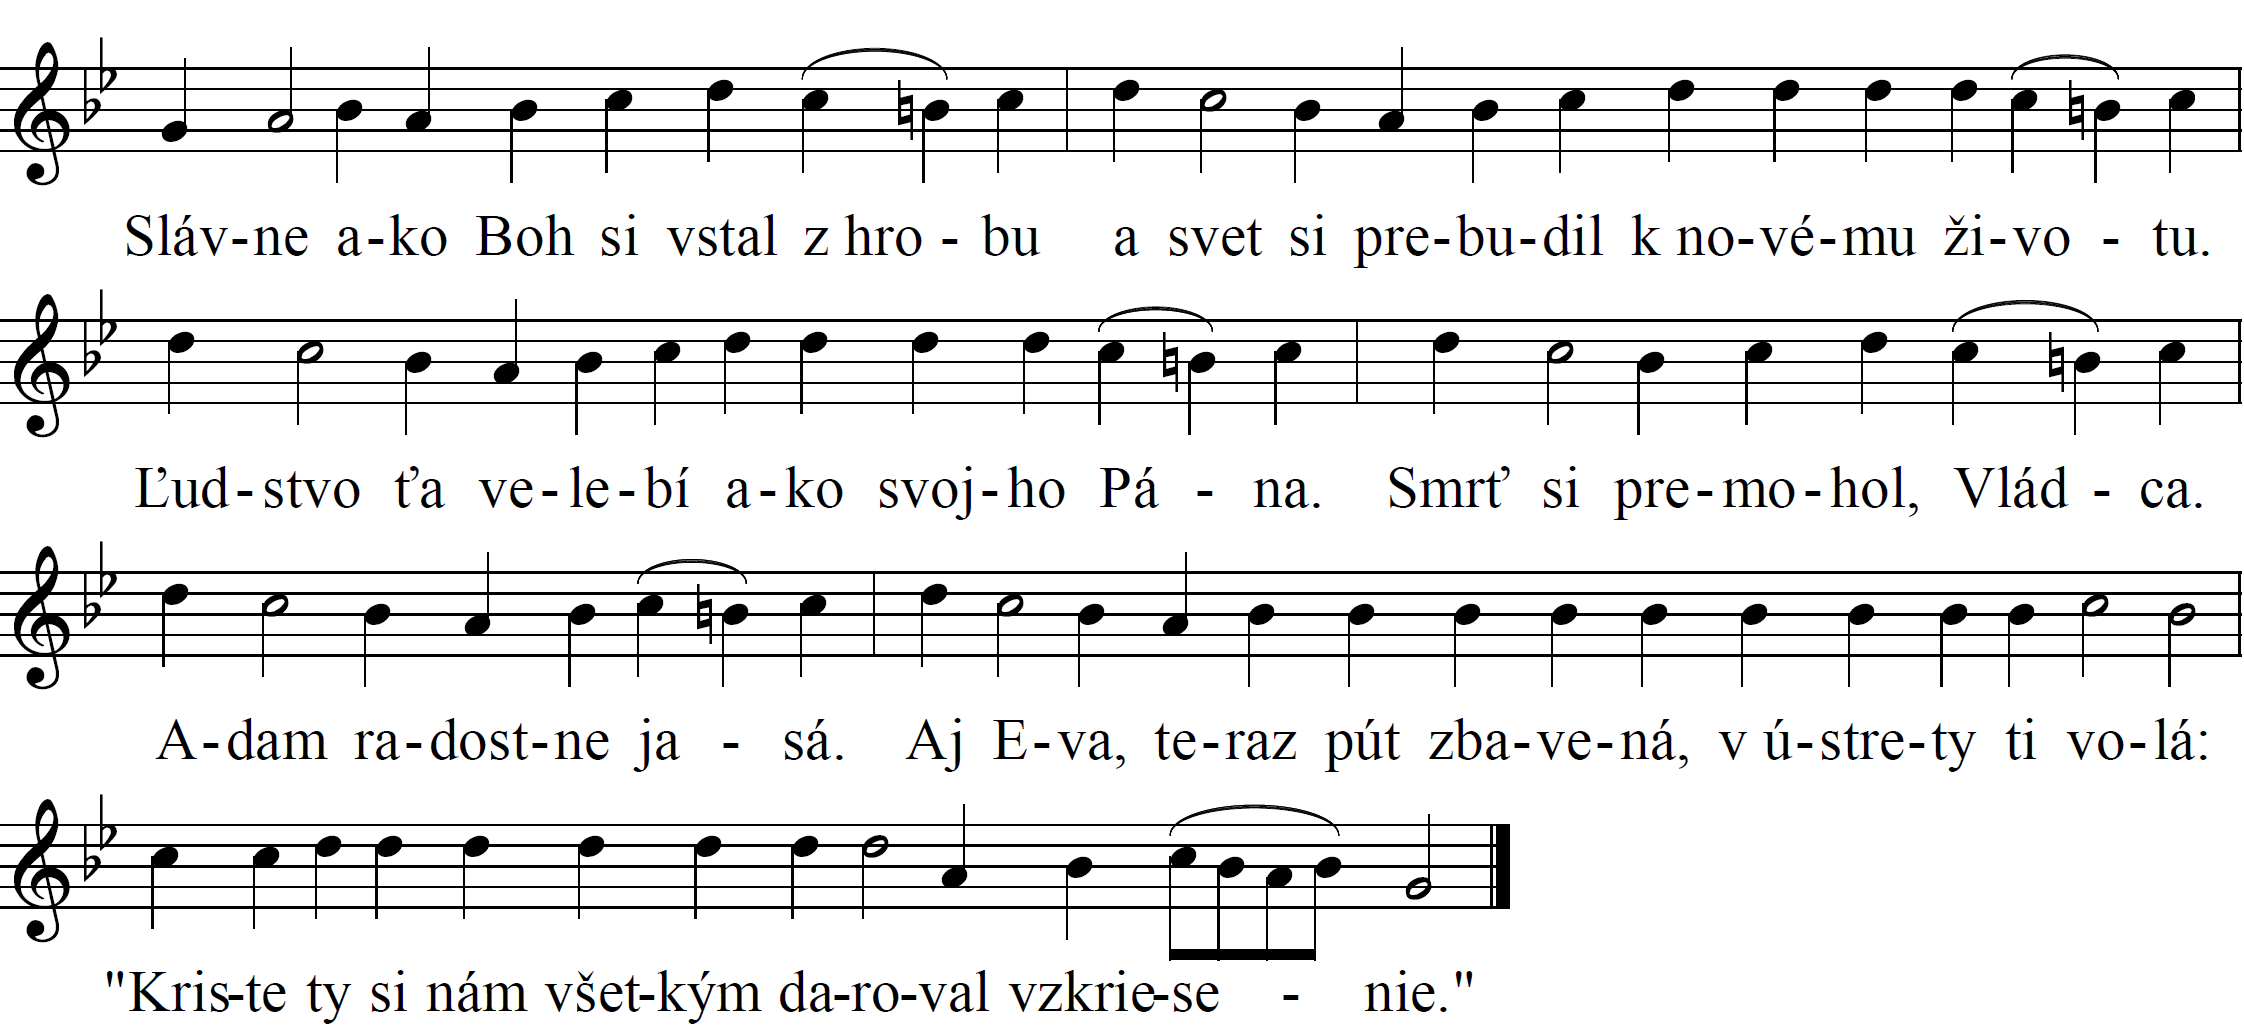 Sláv-ne a-ko Boh si vstal z hro - bu a svet si pre-bu-dil k no-vé-mu ži-vo - tu.
Ľud-stvo ťa ve-le-bí a-ko svoj-ho Pá - na. Smrť si pre-mo-hol, Vlád - ca.
A-dam ra-dost-ne ja - sá. Aj E-va, te-raz pút zba-ve-ná, v ú-stre-ty ti vo-lá:
"Kris-te ty si nám všet-kým da-ro-val vzkrie-se - nie."